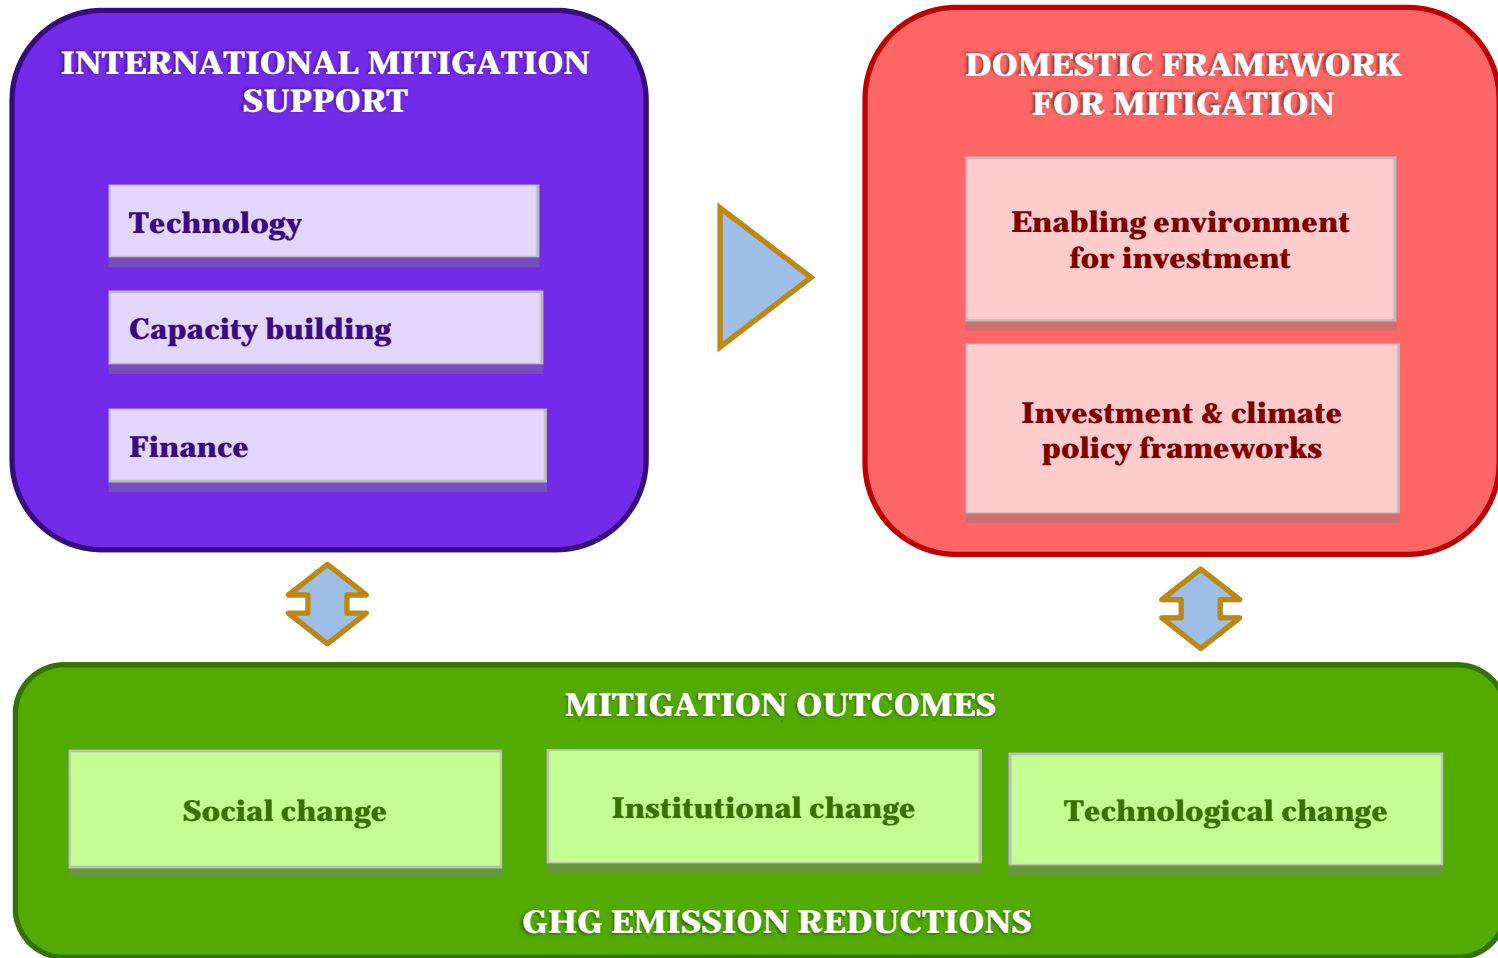 INTERNATIONAL MITIGATION
SUPPORT
Technology
Capacity building
Finance
DOMESTIC FRAMEWORK
FOR MITIGATION
Enabling environment
for investment
Investment & climate
policy frameworks
MITIGATION OUTCOMES
Social change
Institutional change
Technological change
GHG EMISSION REDUCTIONS